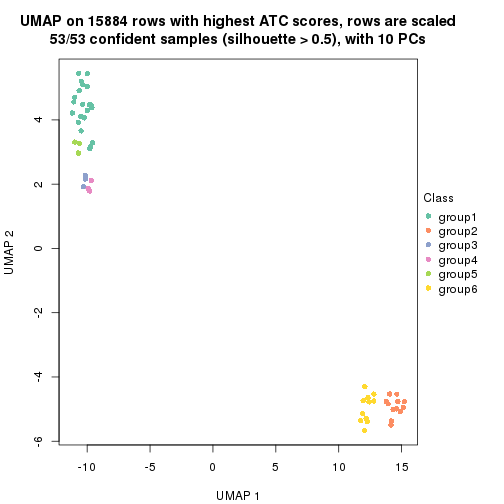 UMAP on 15884 rows with highest ATC scores, rows are scaled
53/53 confident samples (silhouette > 0.5), with 10 PCs
4
2
0
-2
-4
-6
UMAP 2
-10
-5
0
5
10
15
UMAP 1
Class
group1
group2
group3
group4
group5
group6